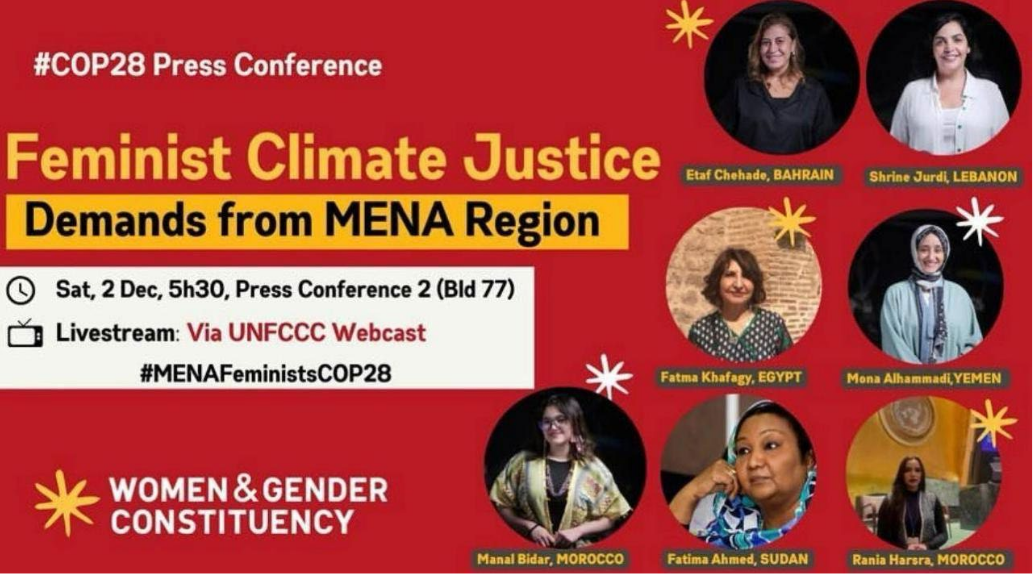 #COP28 Press Conference
Feminist Climate Justice
Demands from MENA Region
Sat, 2 Dec, 5h30, Press Conference 2 (Bld 77)
Livestream: Via UNFCCC Webcast
#MENAFeministsCOP28
WOMEN & GENDER
CONSTITUENCY
Etaf Chehade, BAHRAIN
Shrine Jurdi, LEBANON
Fatma Khafagy, EGYPT
Mona Alhammadi,YEMEN
Manal Bidar, MOROCCO
Fatima Ahmed, SUDAN
Rania Harsra, MOROCCO